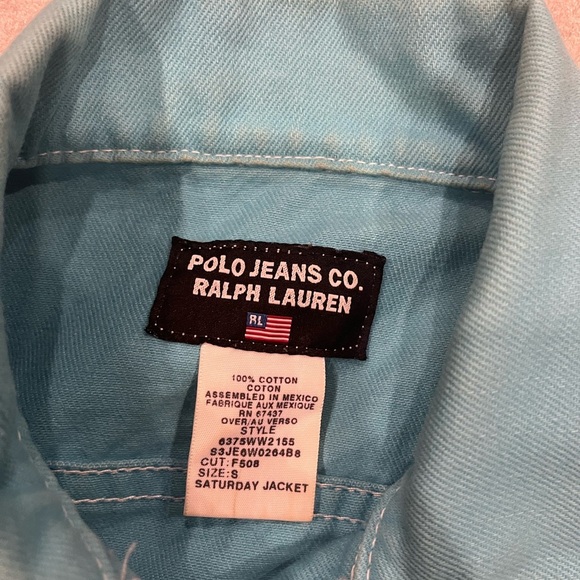 POLO JEANS CO.
RALPH LAUREN
RL
100% COTTON
COTON
ASSEMBLED IN MEXICO
FABRIQUE AUX MEXIQUE
RN 67437
OVER/AU VERSO
STYLE
6375WW2155
S3JE6W0264B8
CUT: F508
SIZE: S
SATURDAY JACKET